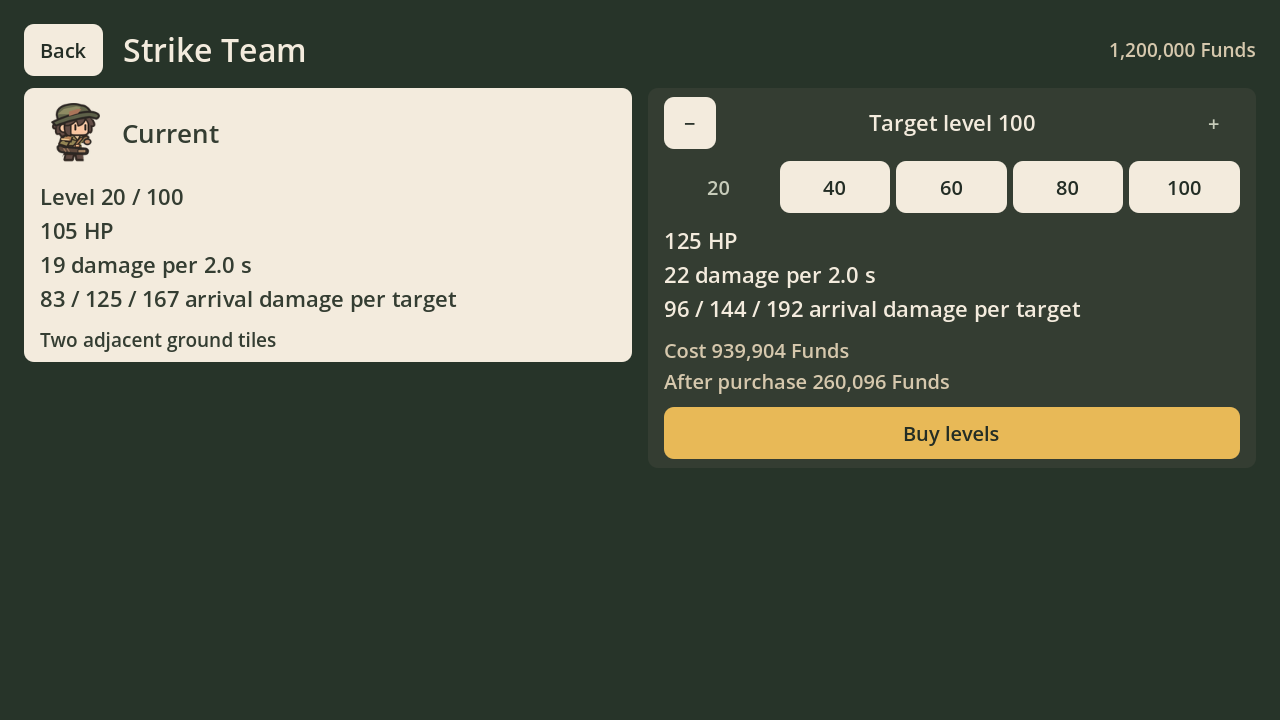 Back
Strike Team
1,200,000 Funds
Current
Level 20 / 100
105 HP
19 damage per 2.0 s
83 / 125 / 167 arrival damage per target
Two adjacent ground tiles
− Target level 100 +
20 40 60 80 100
125 HP
22 damage per 2.0 s
96 / 144 / 192 arrival damage per target
Cost 939,904 Funds
After purchase 260,096 Funds
Buy levels